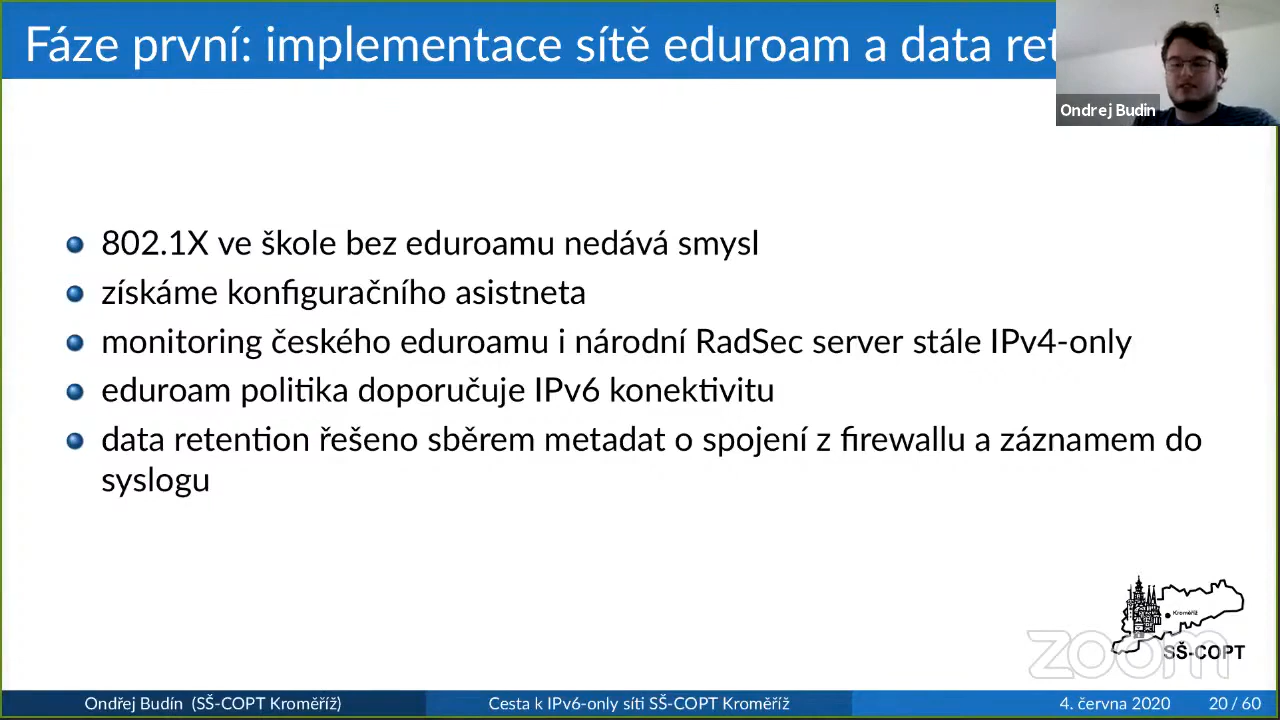 Fáze první: implementace sítě eduroam a data ret
Ondrej Budin
802.1X ve škole bez eduroamu nedává smysl
získáme konfiguračního asistneta
monitoring českého eduroamu i národní RadSec server stále IPv4-only
eduroam politika doporučuje IPv6 konektivitu
data retention řešeno sběrem metadat o spojení z firewallu a záznamem do
syslogu
Kroměříž
zoom
SŠ-COPT
Ondřej Budín (SŠ-COPT Kroměříž)
Cesta k IPv6-only síti SŠ-COPT Kroměříž
4. června 2020
20 / 60